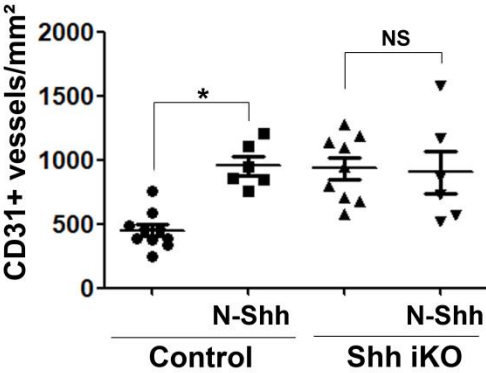 CD31+ vessels/mm²
2000
1500
1000
500
0
*
NS
N-Shh
N-Shh
Control
Shh iKO